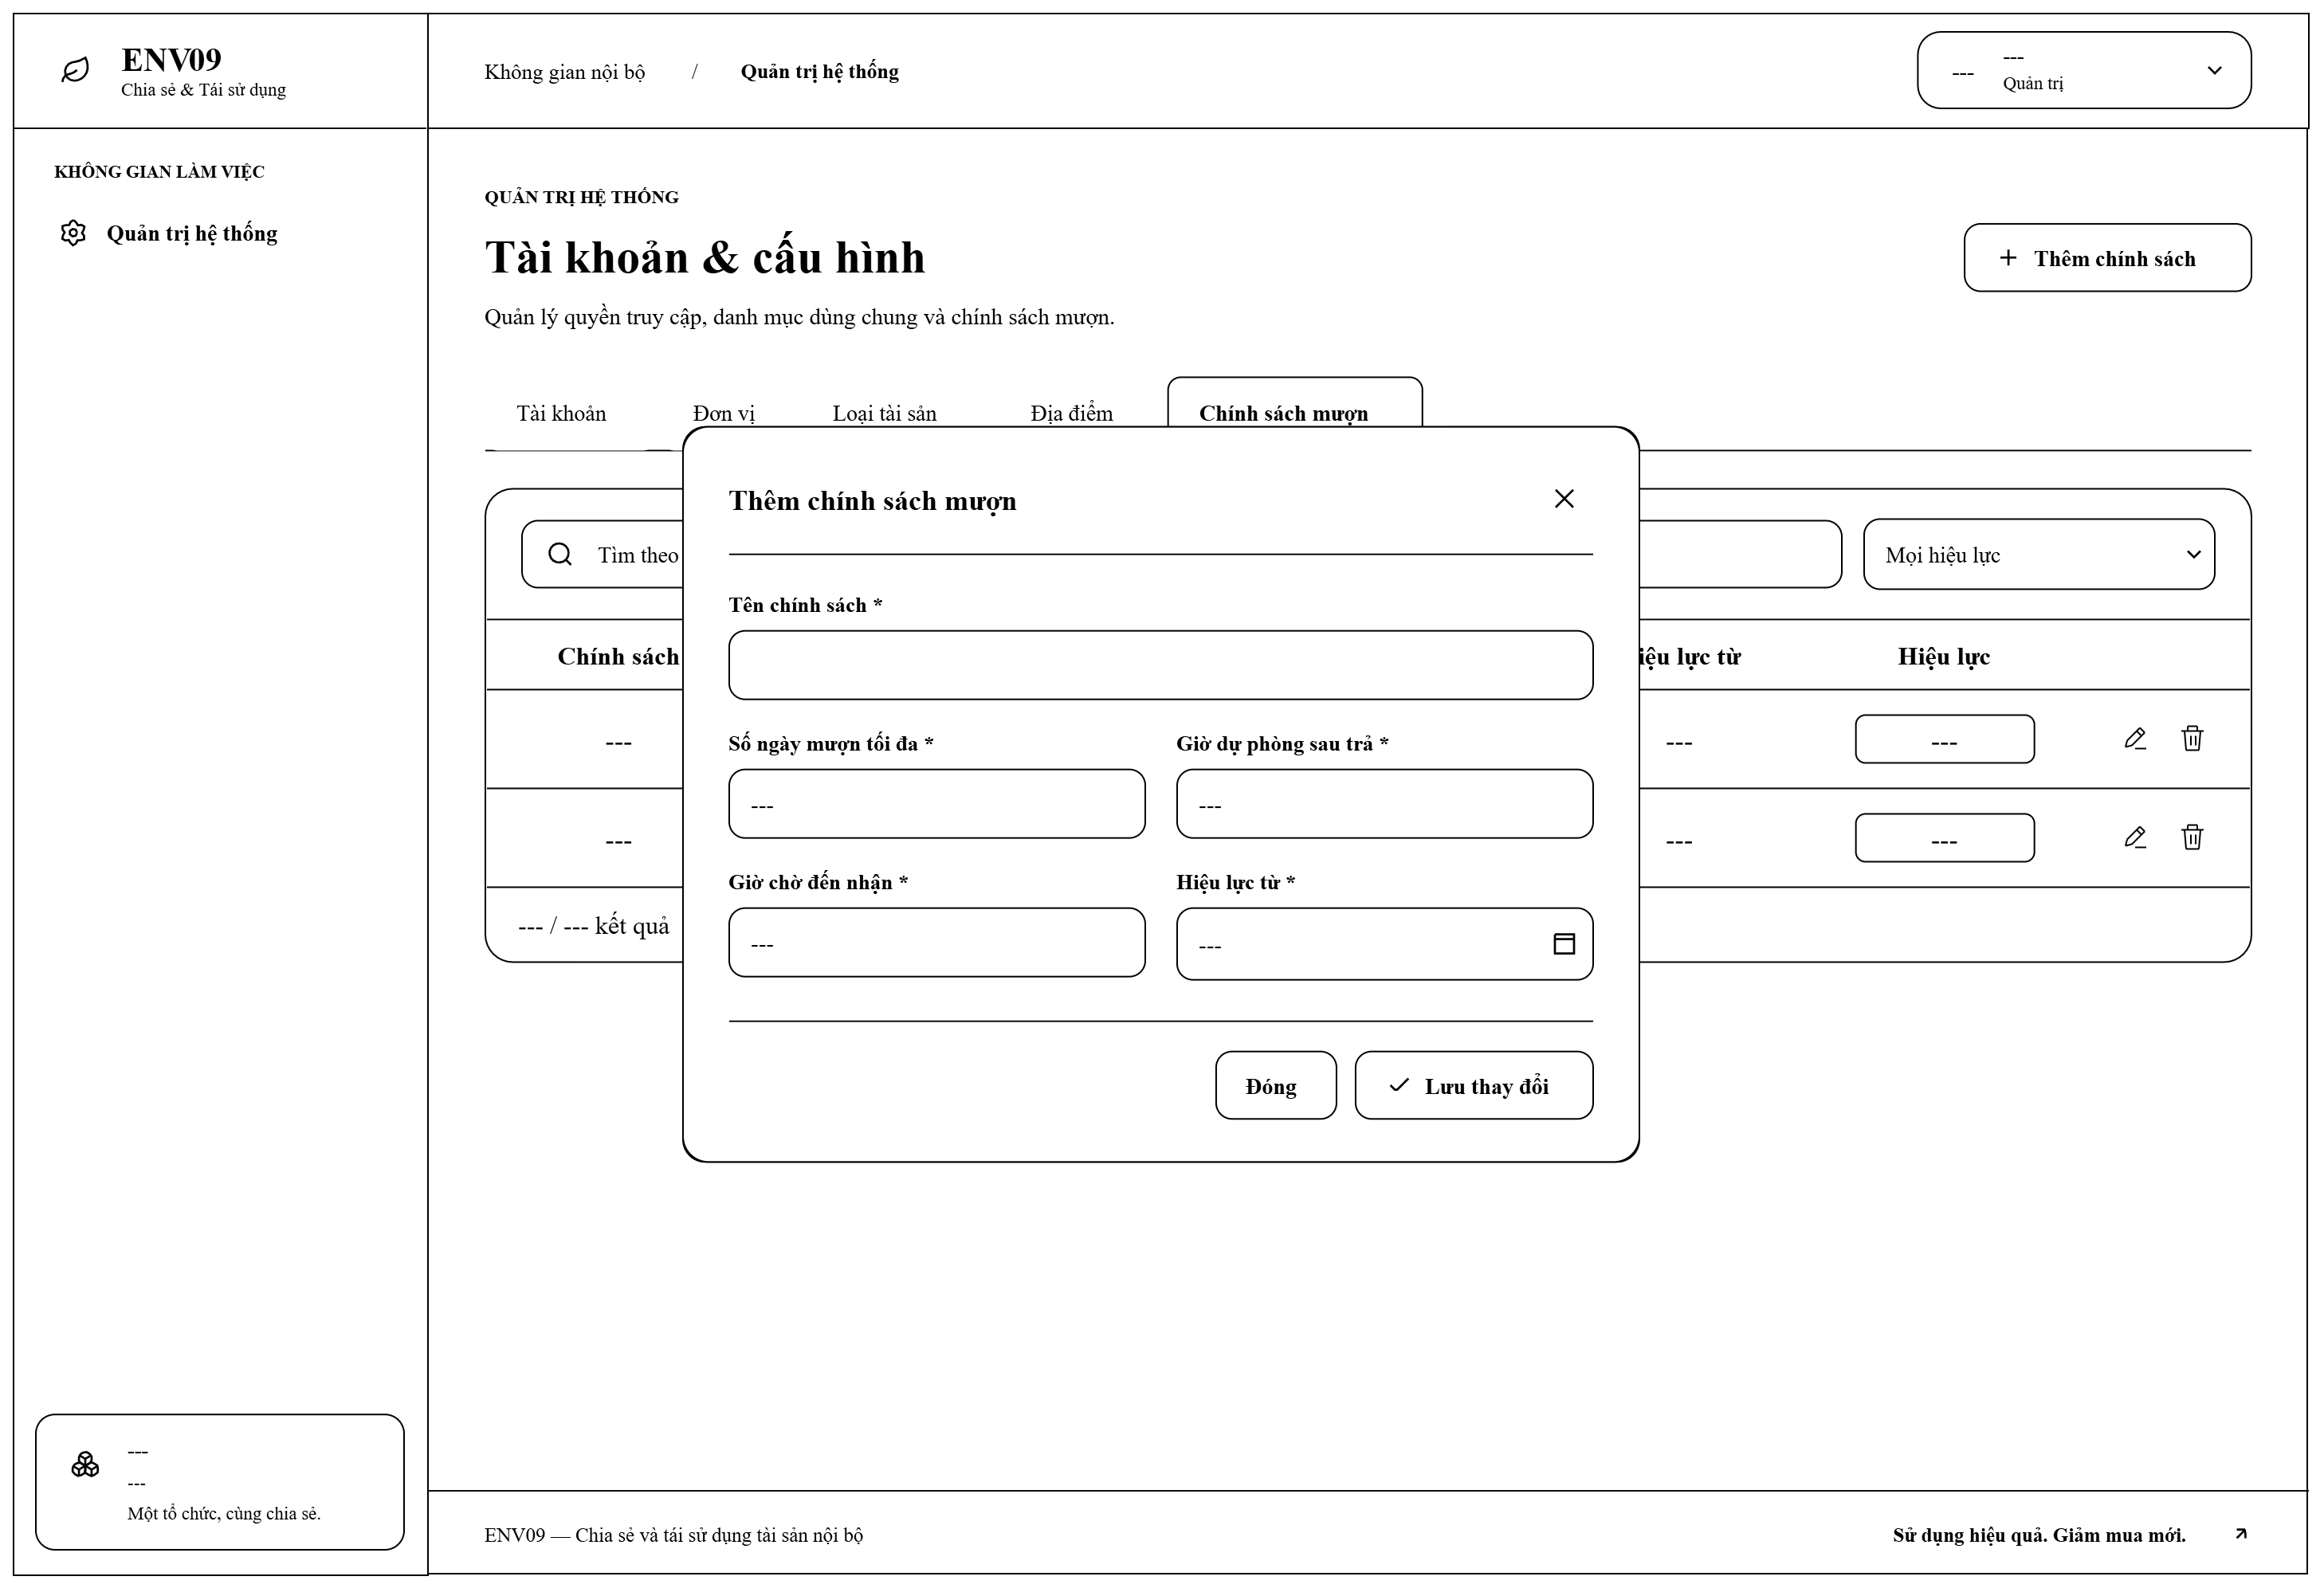 ENV09
Chia sẻ & Tái sử dụng
Không gian nội bộ / Quản trị hệ thống
---
---
Quản trị
KHÔNG GIAN LÀM VIỆC
Quản trị hệ thống
QUẢN TRỊ HỆ THỐNG
Tài khoản & cấu hình
Thêm chính sách
Quản lý quyền truy cập, danh mục dùng chung và chính sách mượn.
Tài khoản Đơn vị Loại tài sản Địa điểm Chính sách mượn
Thêm chính sách mượn
Tìm theo
Mọi hiệu lực
Tên chính sách *
Chính sách
iệu lực từ Hiệu lực
Số ngày mượn tối đa * Giờ dự phòng sau trả *
--- --- ---
--- ---
--- --- ---
Giờ chờ đến nhận * Hiệu lực từ *
--- / --- kết quả
--- ---
Đóng Lưu thay đổi
---
---
Một tổ chức, cùng chia sẻ.
ENV09 — Chia sẻ và tái sử dụng tài sản nội bộ
Sử dụng hiệu quả. Giảm mua mới.